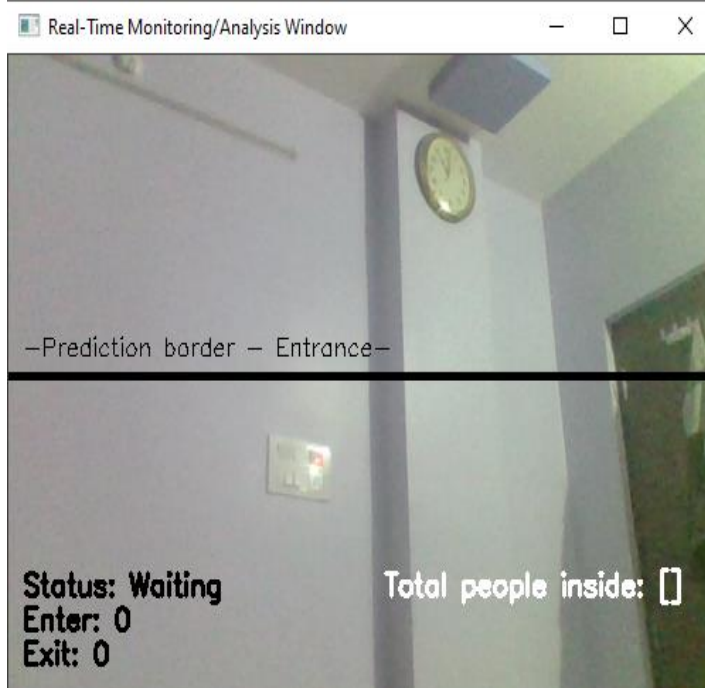 Real-Time Monitoring/Analysis Window
-Prediction border - Entrance-
Status: Waiting
Total people inside: []
Enter: 0
Exit: 0